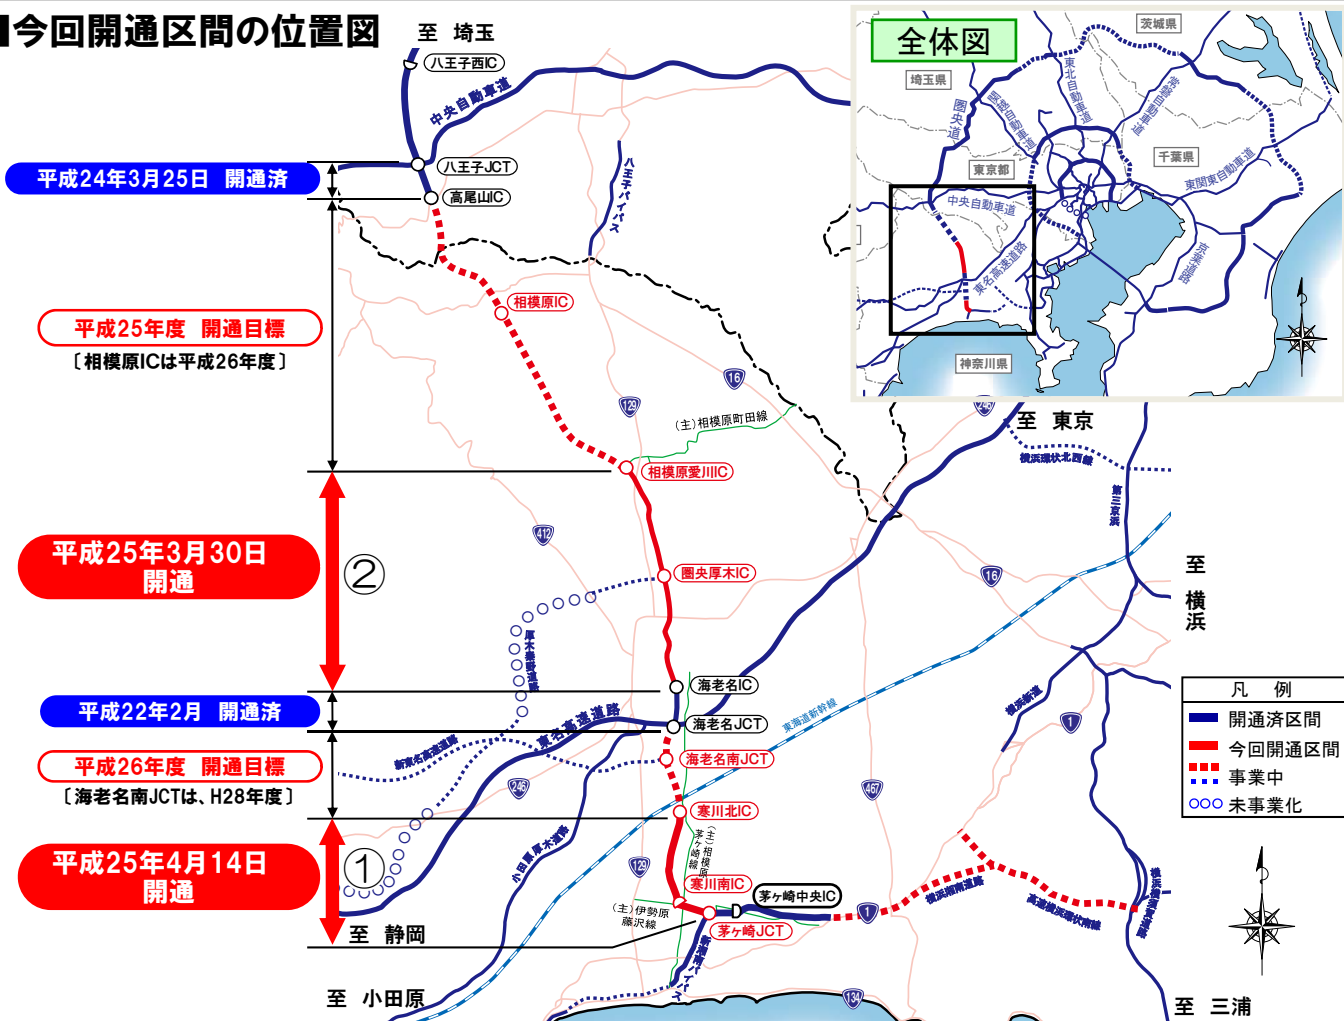 ■今回開通区間の位置図
至 埼玉
八王子西IC
中央自動車道
八王子JCT
平成24年3月25日 開通済
高尾山IC
八王子バイパス
相模原IC
平成25年度 開通目標
〔相模原ICは平成26年度〕
16
129
(主)相模原町田線
相模原愛川IC
246
至 東京
横浜環状北西線
第三京浜
412
平成25年3月30日
開通
②
圏央厚木IC
16
至 横浜
厚木秦野道路
海老名IC
平成22年2月 開通済
海老名JCT
東名高速道路
新東名高速道路
東海道新幹線
横浜新道
1
平成26年度 開通目標
〔海老名南JCTは、H28年度〕
海老名南JCT
246
467
寒川北IC
小田原厚木道路
129
(主)相模原茅ヶ崎線
平成25年4月14日
開通
①
寒川南IC
茅ヶ崎中央IC
(主)伊勢原
藤沢線
茅ヶ崎JCT
1
横浜湘南道路
高速横浜環状南線
横浜横須賀道路
至 静岡
新湘南バイパス
至 小田原
134
至 三浦
凡 例
開通済区間
今回開通区間
事業中
未事業化
全体図
茨城県
埼玉県
圏央道
関越自動車道
東北自動車道
常磐自動車道
東京都
千葉県
東関東自動車道
中央自動車道
東名高速道路
京葉道路
神奈川県